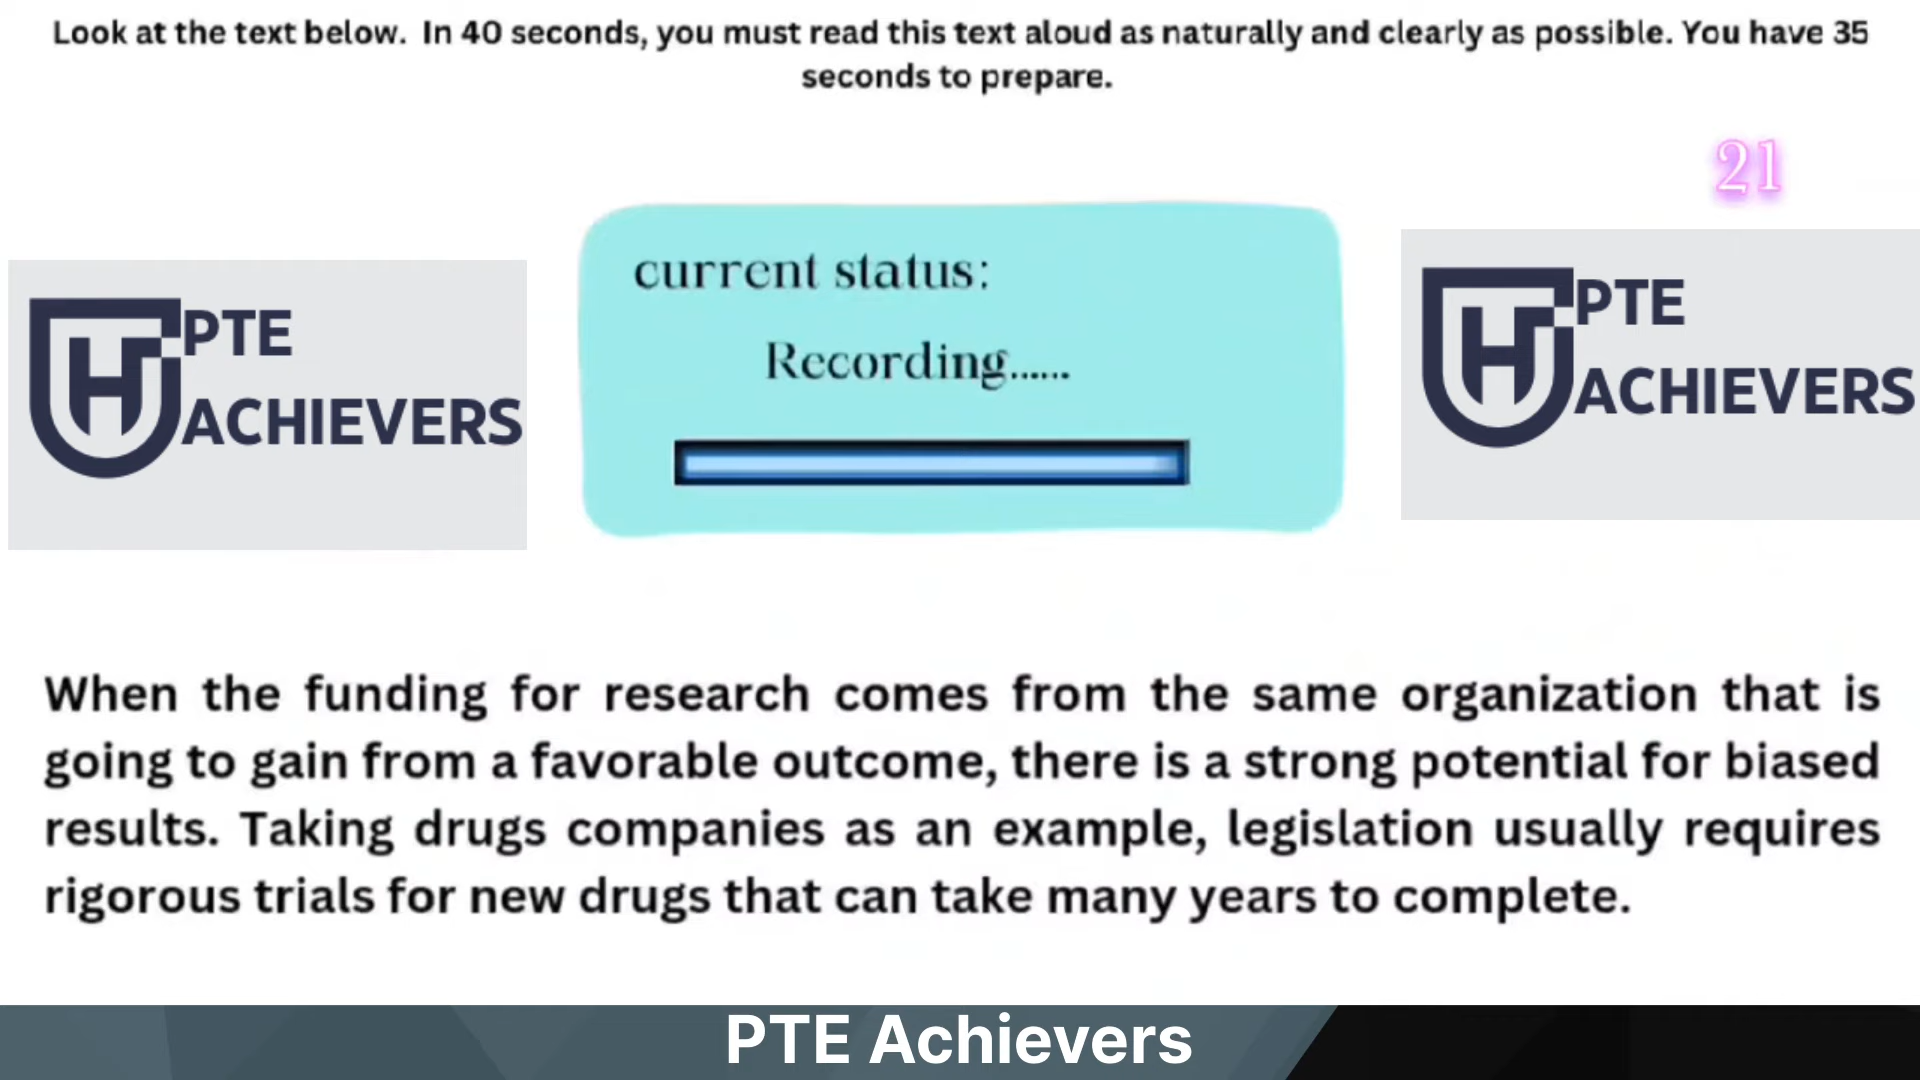 Look at the text below. In 40 seconds, you must read this text aloud as naturally and clearly as possible. You have 35
seconds to prepare.
21
current status:
Recording......
PTE
ACHIEVERS
PTE
ACHIEVERS
When the funding for research comes from the same organization that is
going to gain from a favorable outcome, there is a strong potential for biased
results. Taking drugs companies as an example, legislation usually requires
rigorous trials for new drugs that can take many years to complete.
PTE Achievers